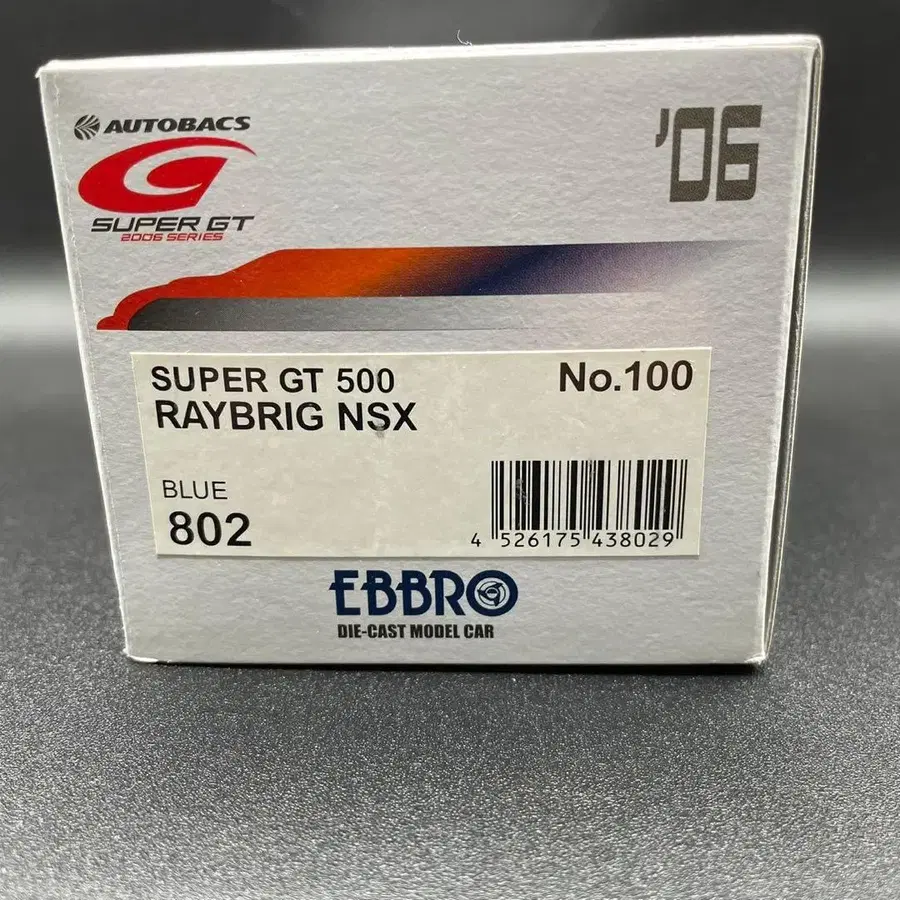 AUTOBACS
'06
SUPER GT
2006 SERIES
SUPER GT 500
No.100
RAYBRIG NSX
BLUE
802
4 526175 438029
EBBRO
DIE-CAST MODEL CAR